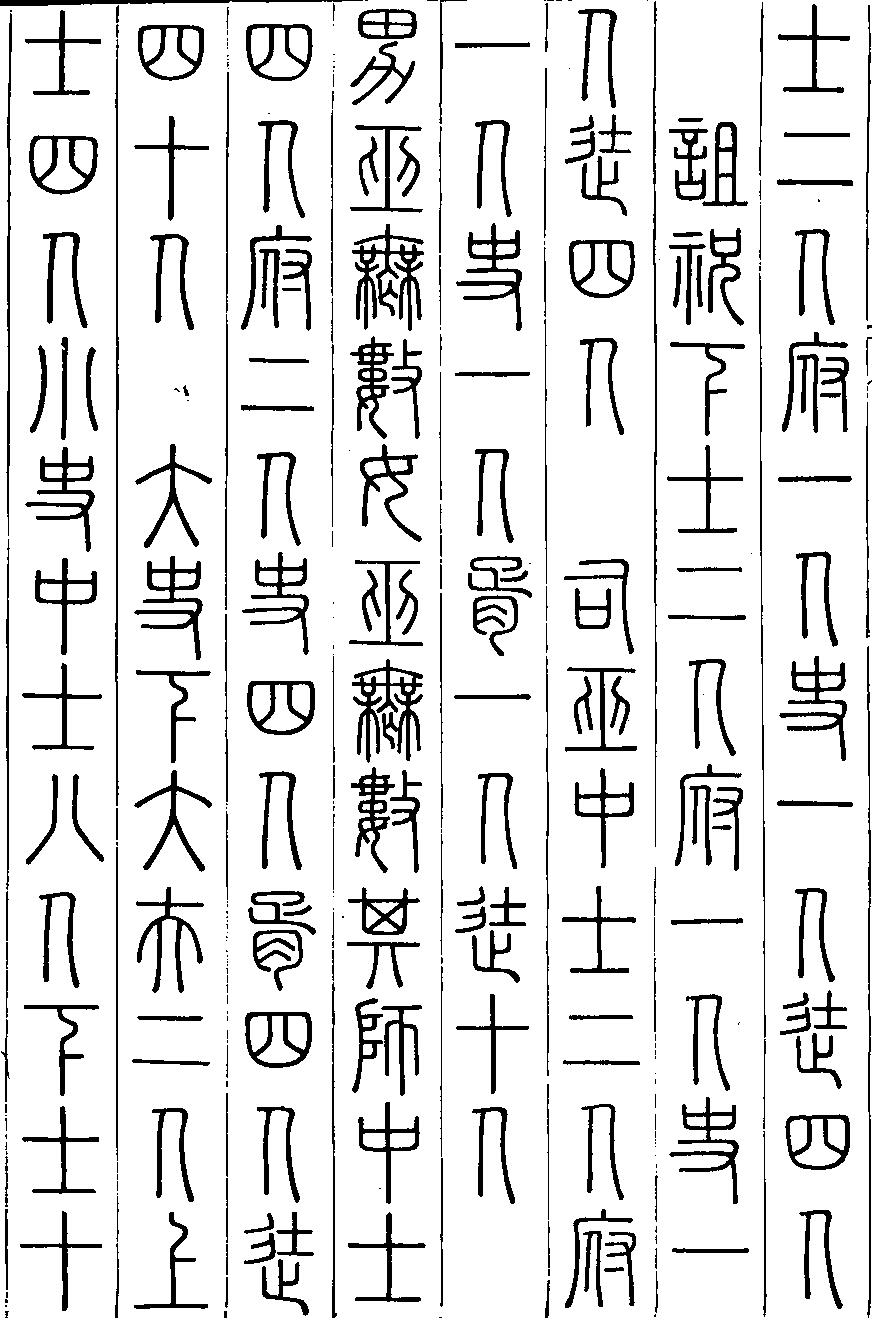 士二人府一人史一人徒四人
詛祝下士二人府一人史一
人徒四人　司巫中士二人府
一人史一人胥一人徒十人
男巫無數女巫無數其師中士
四人府二人史四人胥四人徒
四十人　大史下大夫二人上
士四人小史中士八人下士十